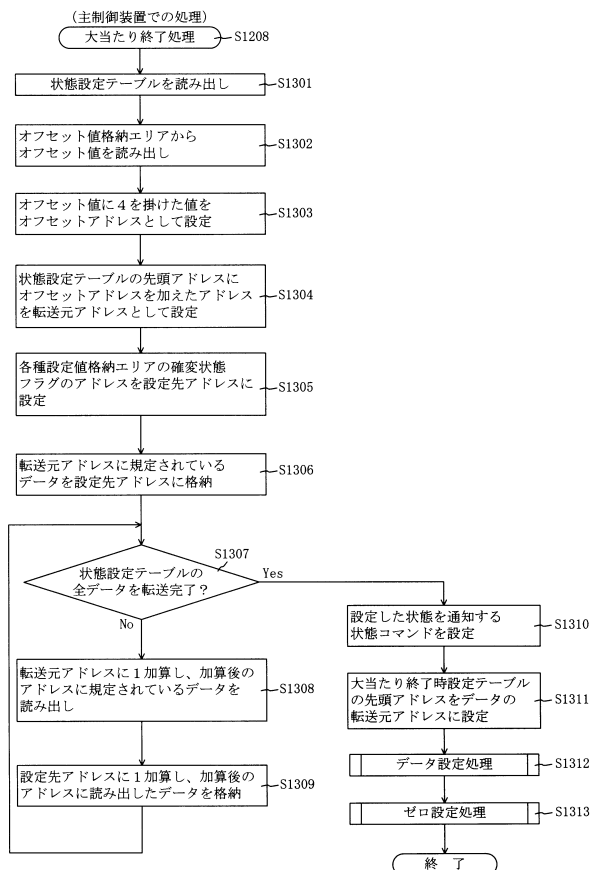 （主制御装置での処理）
大当たり終了処理
S1208
状態設定テーブルを読み出し
S1301
オフセット値格納エリアから
オフセット値を読み出し
S1302
オフセット値に４を掛けた値を
オフセットアドレスとして設定
S1303
状態設定テーブルの先頭アドレスに
オフセットアドレスを加えたアドレス
を転送元アドレスとして設定
S1304
各種設定値格納エリアの確変状態
フラグのアドレスを設定先アドレスに
設定
S1305
転送元アドレスに規定されている
データを設定先アドレスに格納
S1306
S1307
状態設定テーブルの
全データを転送完了？
Yes
No
転送元アドレスに１加算し、加算後の
アドレスに規定されているデータを
読み出し
S1308
設定先アドレスに１加算し、加算後の
アドレスに読み出したデータを格納
S1309
設定した状態を通知する
状態コマンドを設定
S1310
大当たり終了時設定テーブル
の先頭アドレスをデータの
転送元アドレスに設定
S1311
データ設定処理
S1312
ゼロ設定処理
S1313
終 了